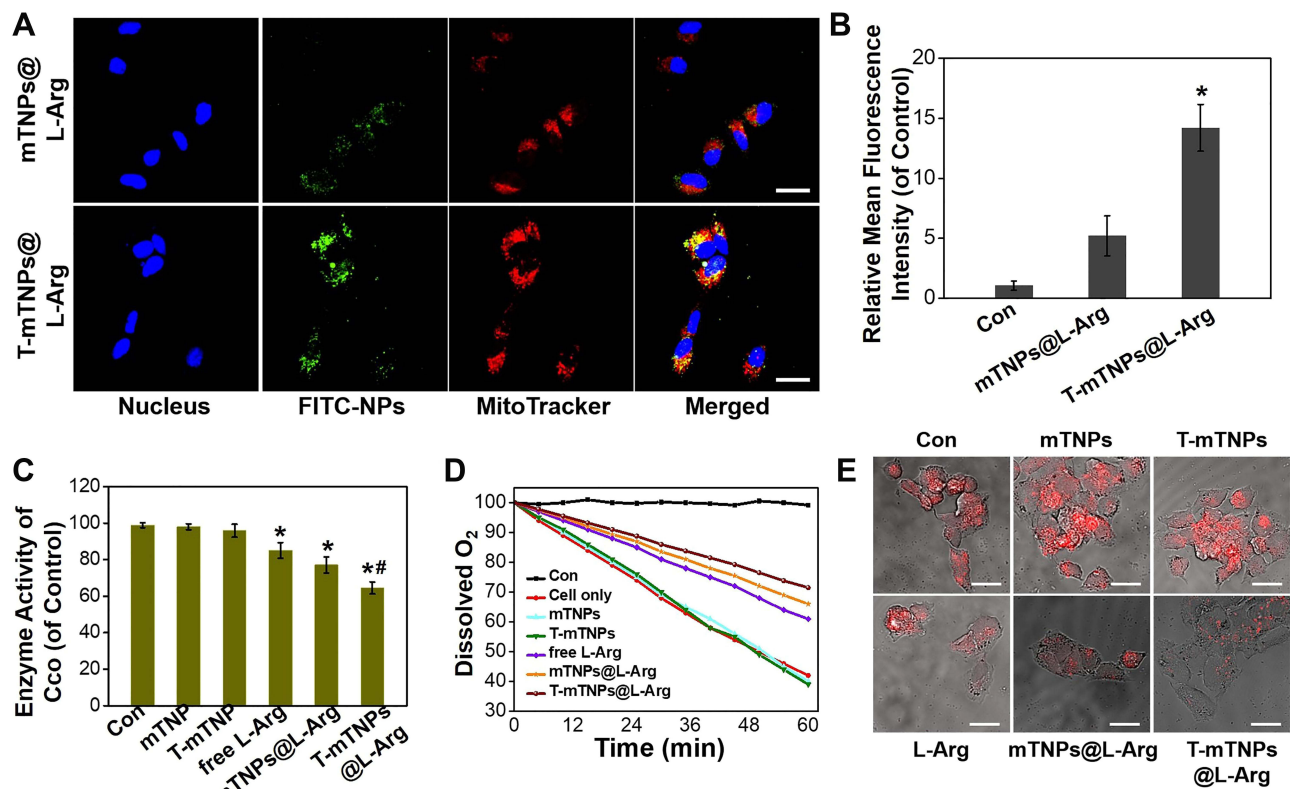 A
mTNPs@
L-Arg
T-mTNPs@
L-Arg
Nucleus
FITC-NPs
MitoTracker
Merged
B
Relative Mean Fluorescence
Intensity (of Control)
20
15
10
5
0
*
Con
mTNPs@L-Arg
T-mTNPs@L-Arg
C
Enzyme Activity of
Cco (of Control)
120
100
80
60
40
20
0
*
*
*#
Con
mTNP
T-mTNP
free L-Arg
mTNPs@L-Arg
T-mTNPs
@L-Arg
D
Dissolved O2
100
90
80
70
60
50
40
30
Con
Cell only
mTNPs
T-mTNPs
free L-Arg
mTNPs@L-Arg
T-mTNPs@L-Arg
0
12
24
36
48
60
Time (min)
E
Con
mTNPs
T-mTNPs
L-Arg
mTNPs@L-Arg
T-mTNPs
@L-Arg